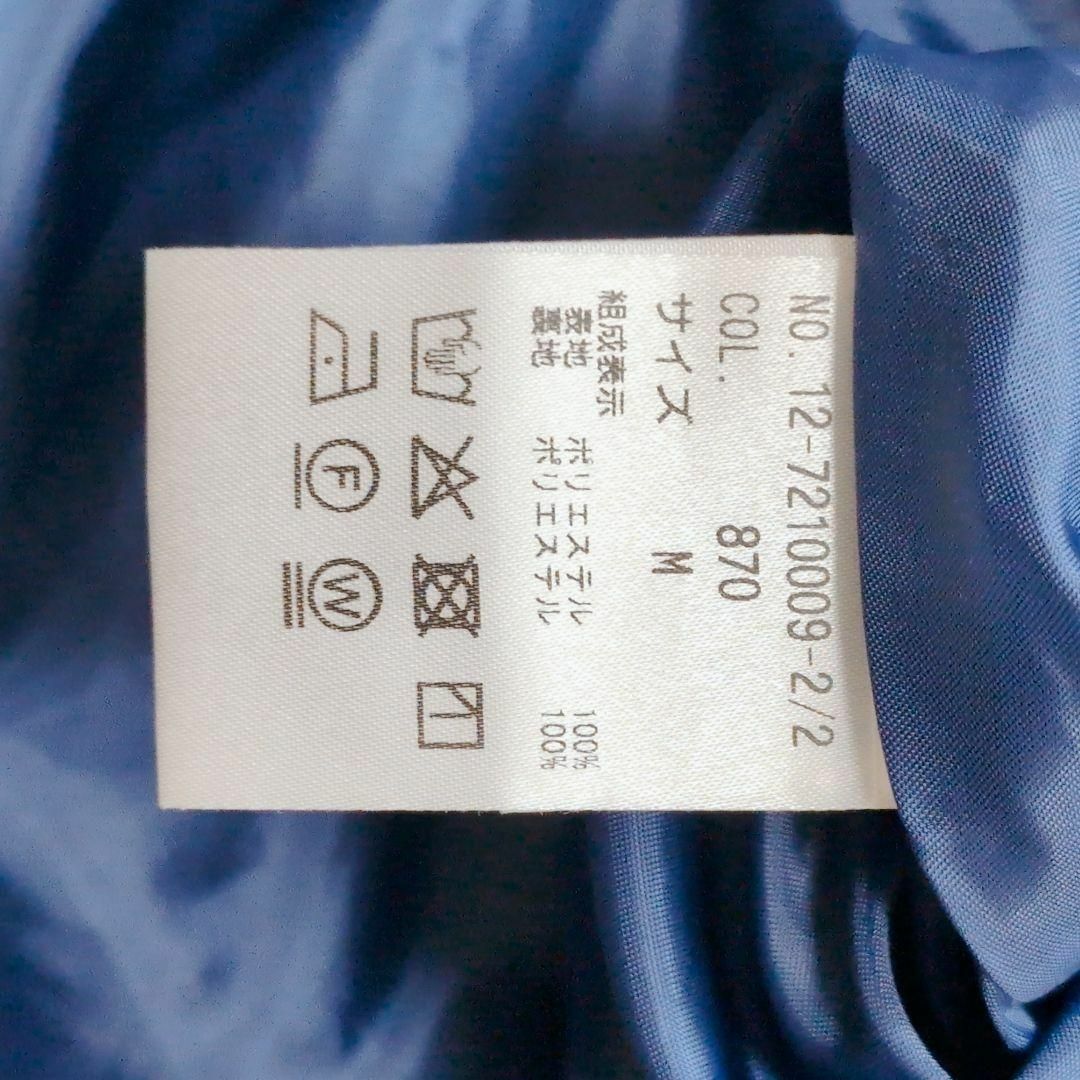 NO. 12-7210009-2/2
COL. 870
サイズ M
組成表示
表地 ポリエステル 100%
裏地 ポリエステル 100%
F
W